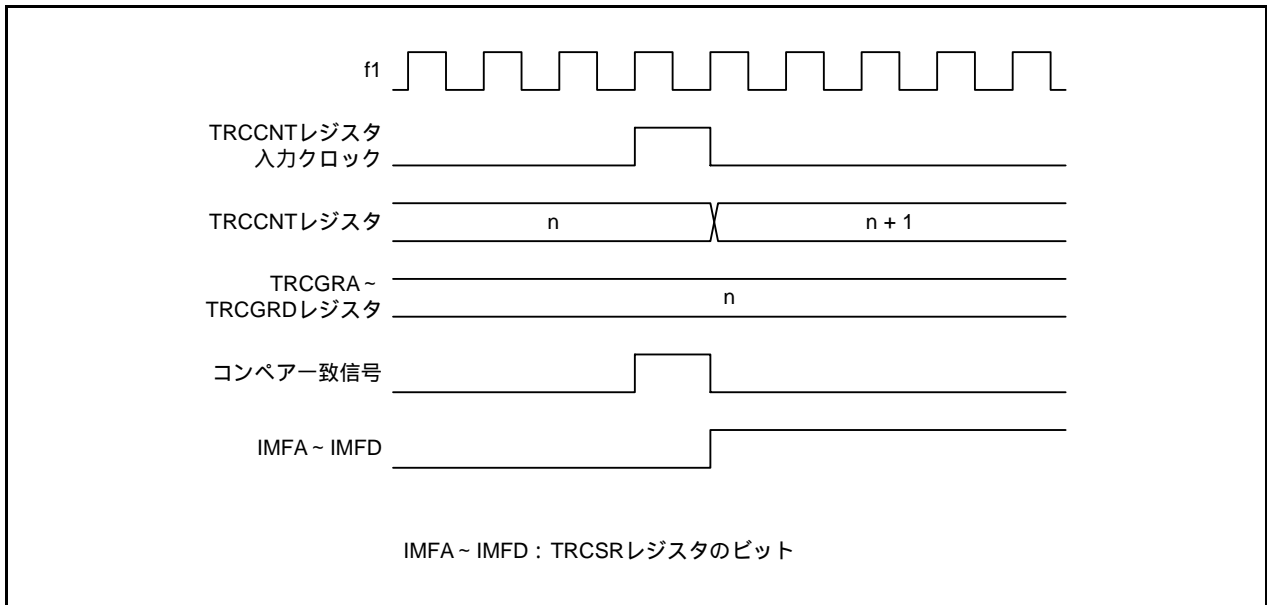 f1
TRCCNTレジスタ
入力クロック
TRCCNTレジスタ
n
n + 1
TRCGRA～
TRCGRDレジスタ
n
コンペア一致信号
IMFA～IMFD
IMFA～IMFD：TRCSRレジスタのビット